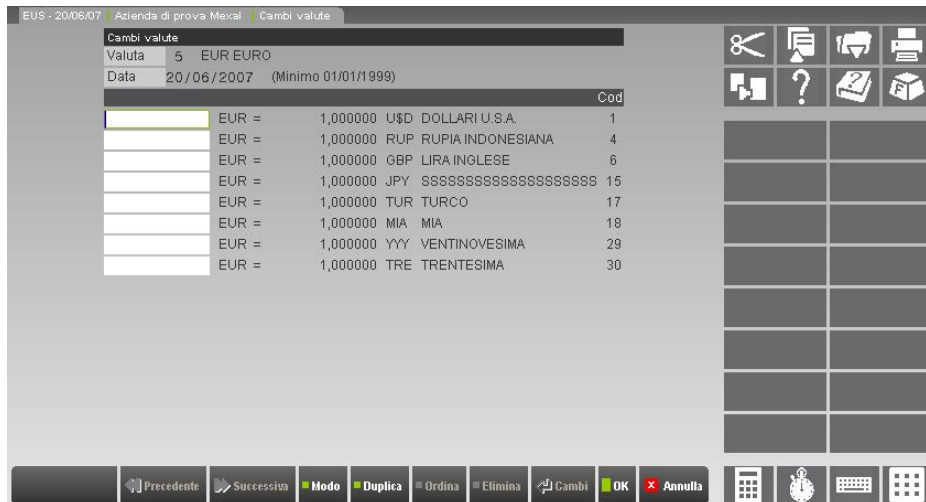 EUS - 20/06/07 Azienda di prova Mexal Cambi valute
Cambi valute
Valuta 5 EUR EURO
Data 20/06/2007 (Minimo 01/01/1999)
Cod
EUR = 1,000000 U$D DOLLARI U.S.A. 1
EUR = 1,000000 RUP RUPIA INDONESIANA 4
EUR = 1,000000 GBP LIRA INGLESE 6
EUR = 1,000000 JPY SSSSSSSSSSSSSSSSSSSS 15
EUR = 1,000000 TUR TURCO 17
EUR = 1,000000 MIA MIA 18
EUR = 1,000000 YYY VENTINOVESIMA 29
EUR = 1,000000 TRE TRENTESIMA 30
Precedente Successiva Modo Duplica Ordina Elimina Cambi OK X Annulla
? ? F